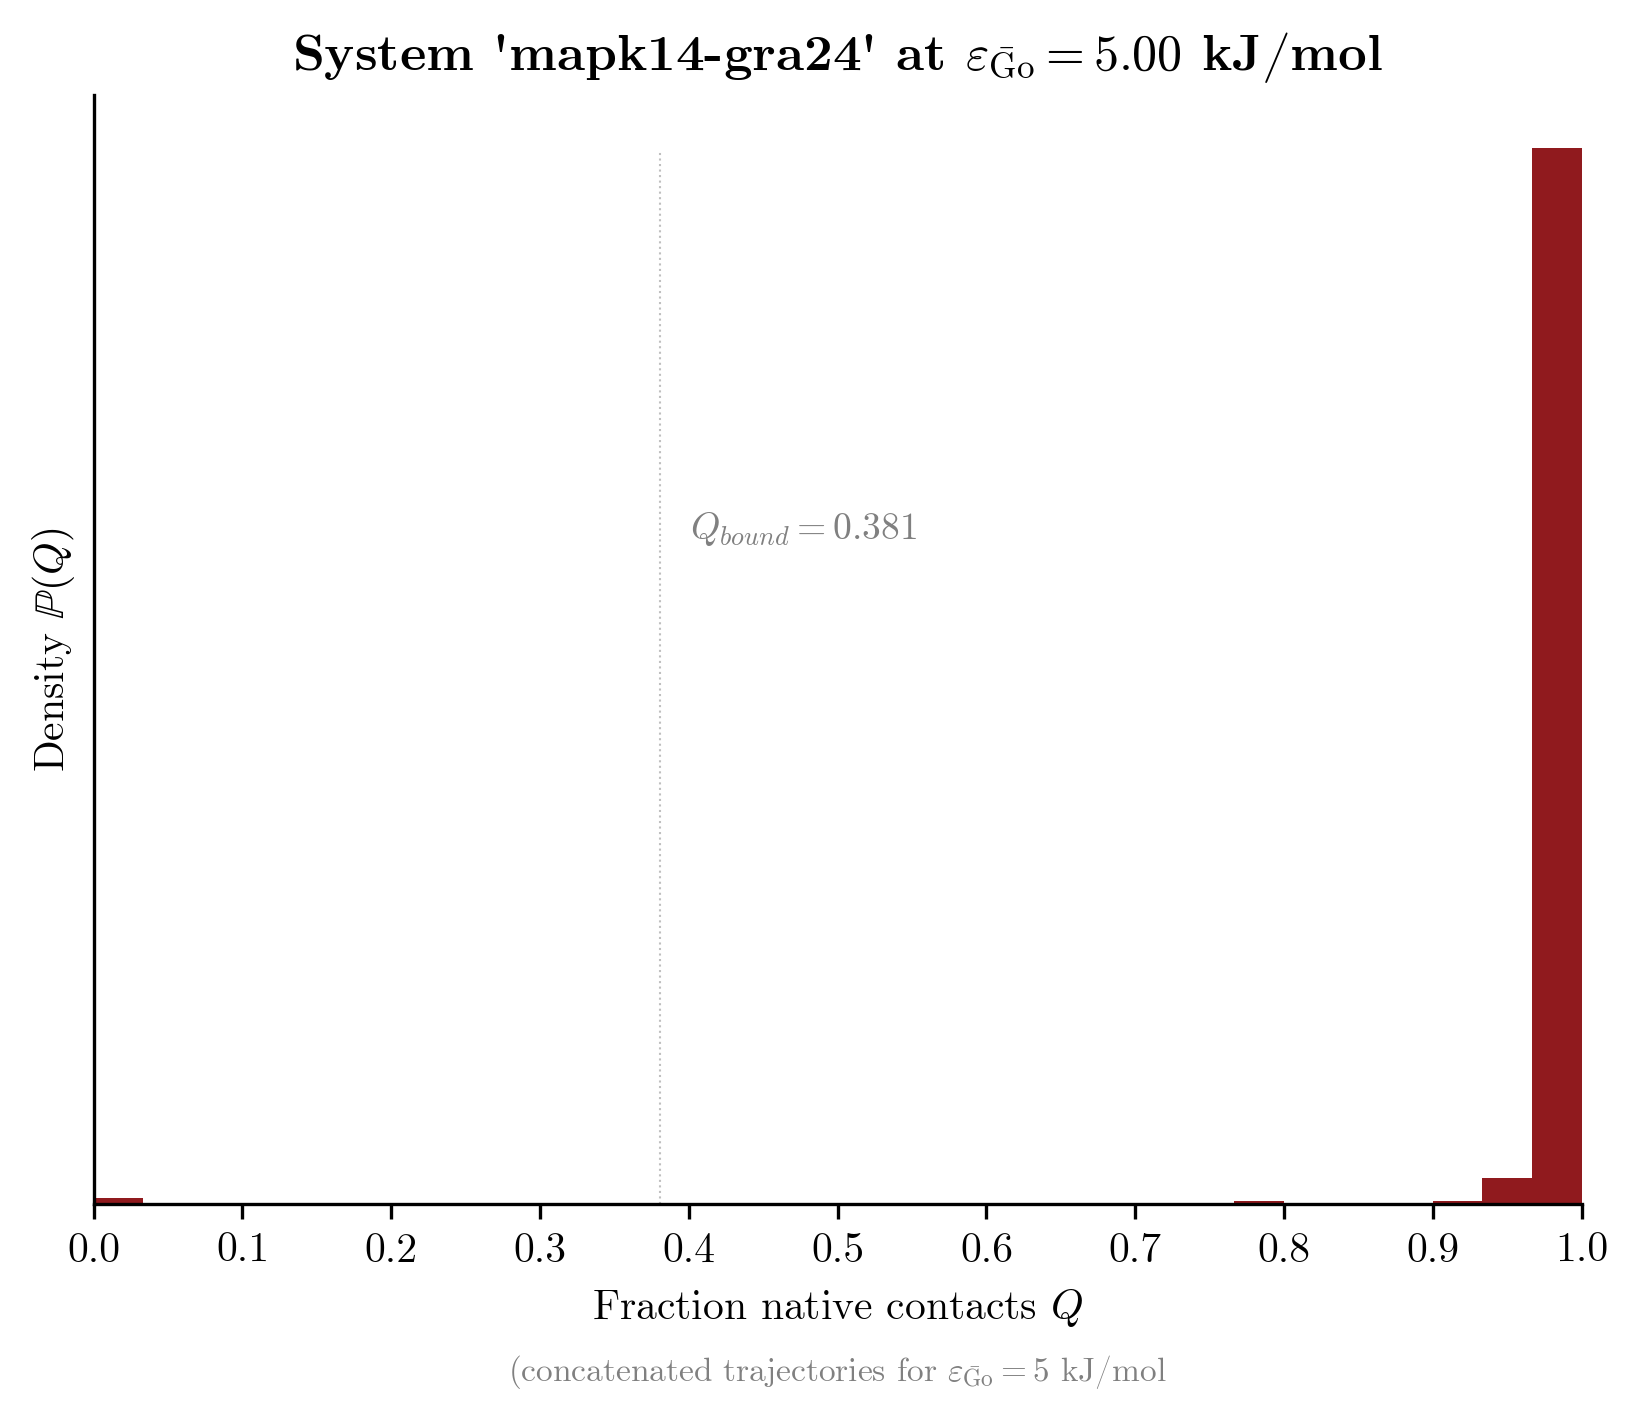 System 'mapk14-gra24' at ε_Ḡo = 5.00 kJ/mol
Density ℙ(Q)
Q_bound = 0.381
0.0 0.1 0.2 0.3 0.4 0.5 0.6 0.7 0.8 0.9 1.0
Fraction native contacts Q
(concatenated trajectories for ε_Ḡo = 5 kJ/mol